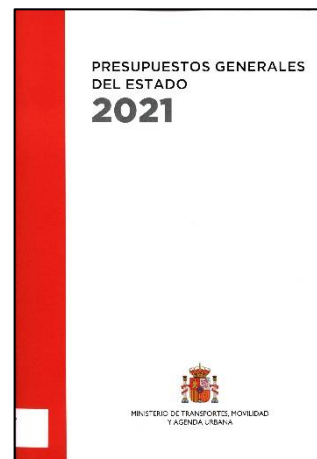 PRESUPUESTOS GENERALES
DEL ESTADO
2021
MINISTERIO DE TRANSPORTES, MOVILIDAD
Y AGENDA URBANA